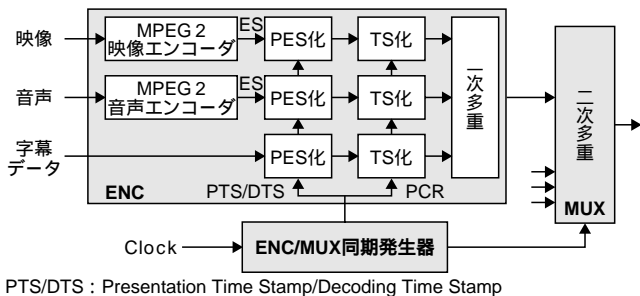 映像
MPEG 2
映像エンコーダ
ES
PES化
TS化
音声
MPEG 2
音声エンコーダ
ES
PES化
TS化
一次多重
二次多重
字幕
データ
PES化
TS化
ENC
PTS/DTS
PCR
MUX
Clock
ENC/MUX同期発生器
PTS/DTS : Presentation Time Stamp/Decoding Time Stamp